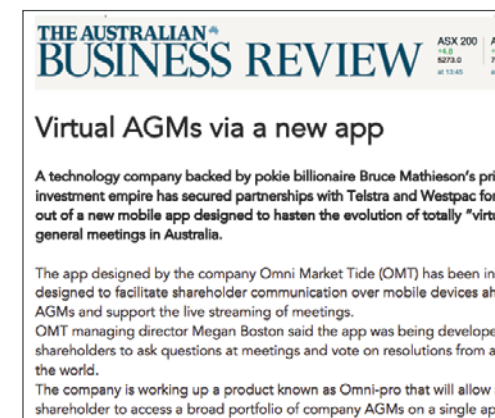 THE AUSTRALIAN
BUSINESS REVIEW
ASX 200
+4.8
5273.0
at 13:45
Virtual AGMs via a new app
A technology company backed by pokie billionaire Bruce Mathieson's pri
investment empire has secured partnerships with Telstra and Westpac for
out of a new mobile app designed to hasten the evolution of totally "virtu
general meetings in Australia.
The app designed by the company Omni Market Tide (OMT) has been in
designed to facilitate shareholder communication over mobile devices ah
AGMs and support the live streaming of meetings.
OMT managing director Megan Boston said the app was being develope
shareholders to ask questions at meetings and vote on resolutions from a
the world.
The company is working up a product known as Omni-pro that will allow
shareholder to access a broad portfolio of company AGMs on a single ap